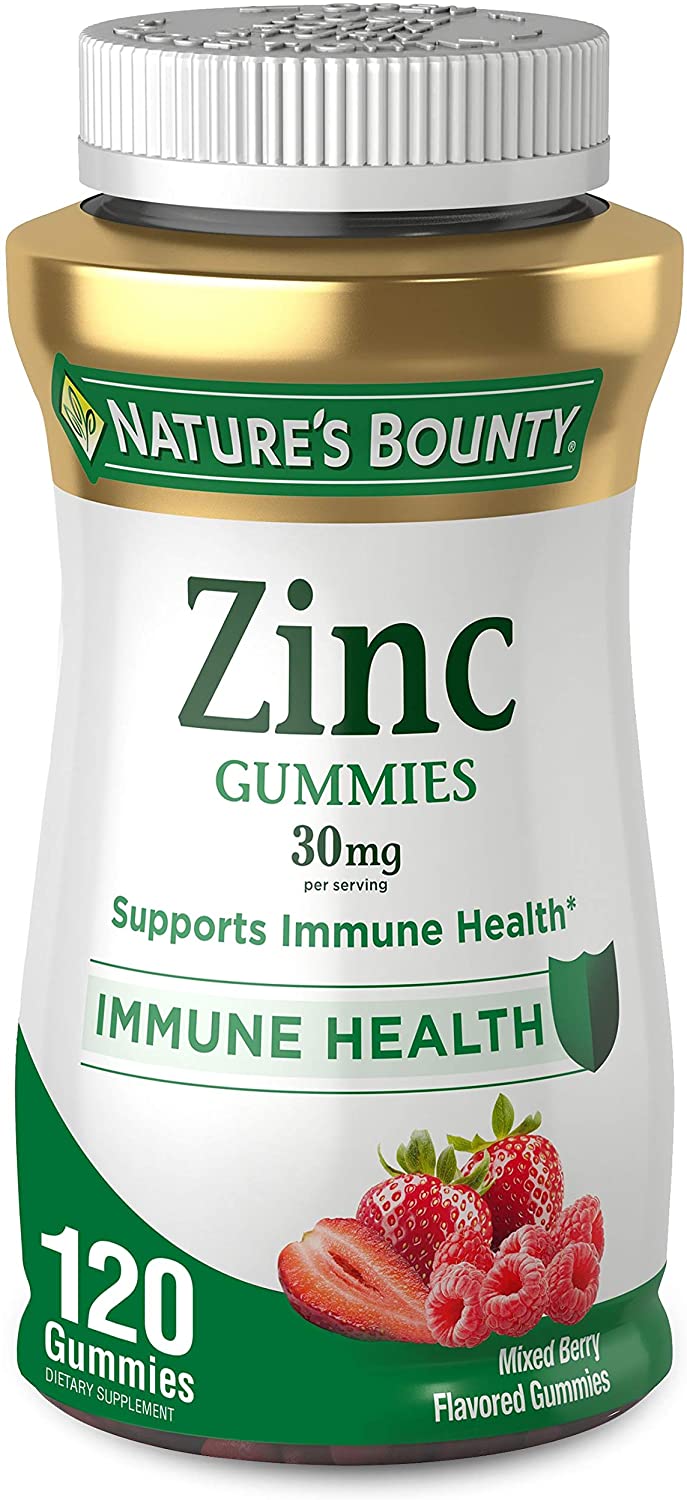 NATURE'S BOUNTY®
Zinc
GUMMIES
30mg
per serving
Supports Immune Health*
IMMUNE HEALTH
120
Gummies
DIETARY SUPPLEMENT
Mixed Berry
Flavored Gummies